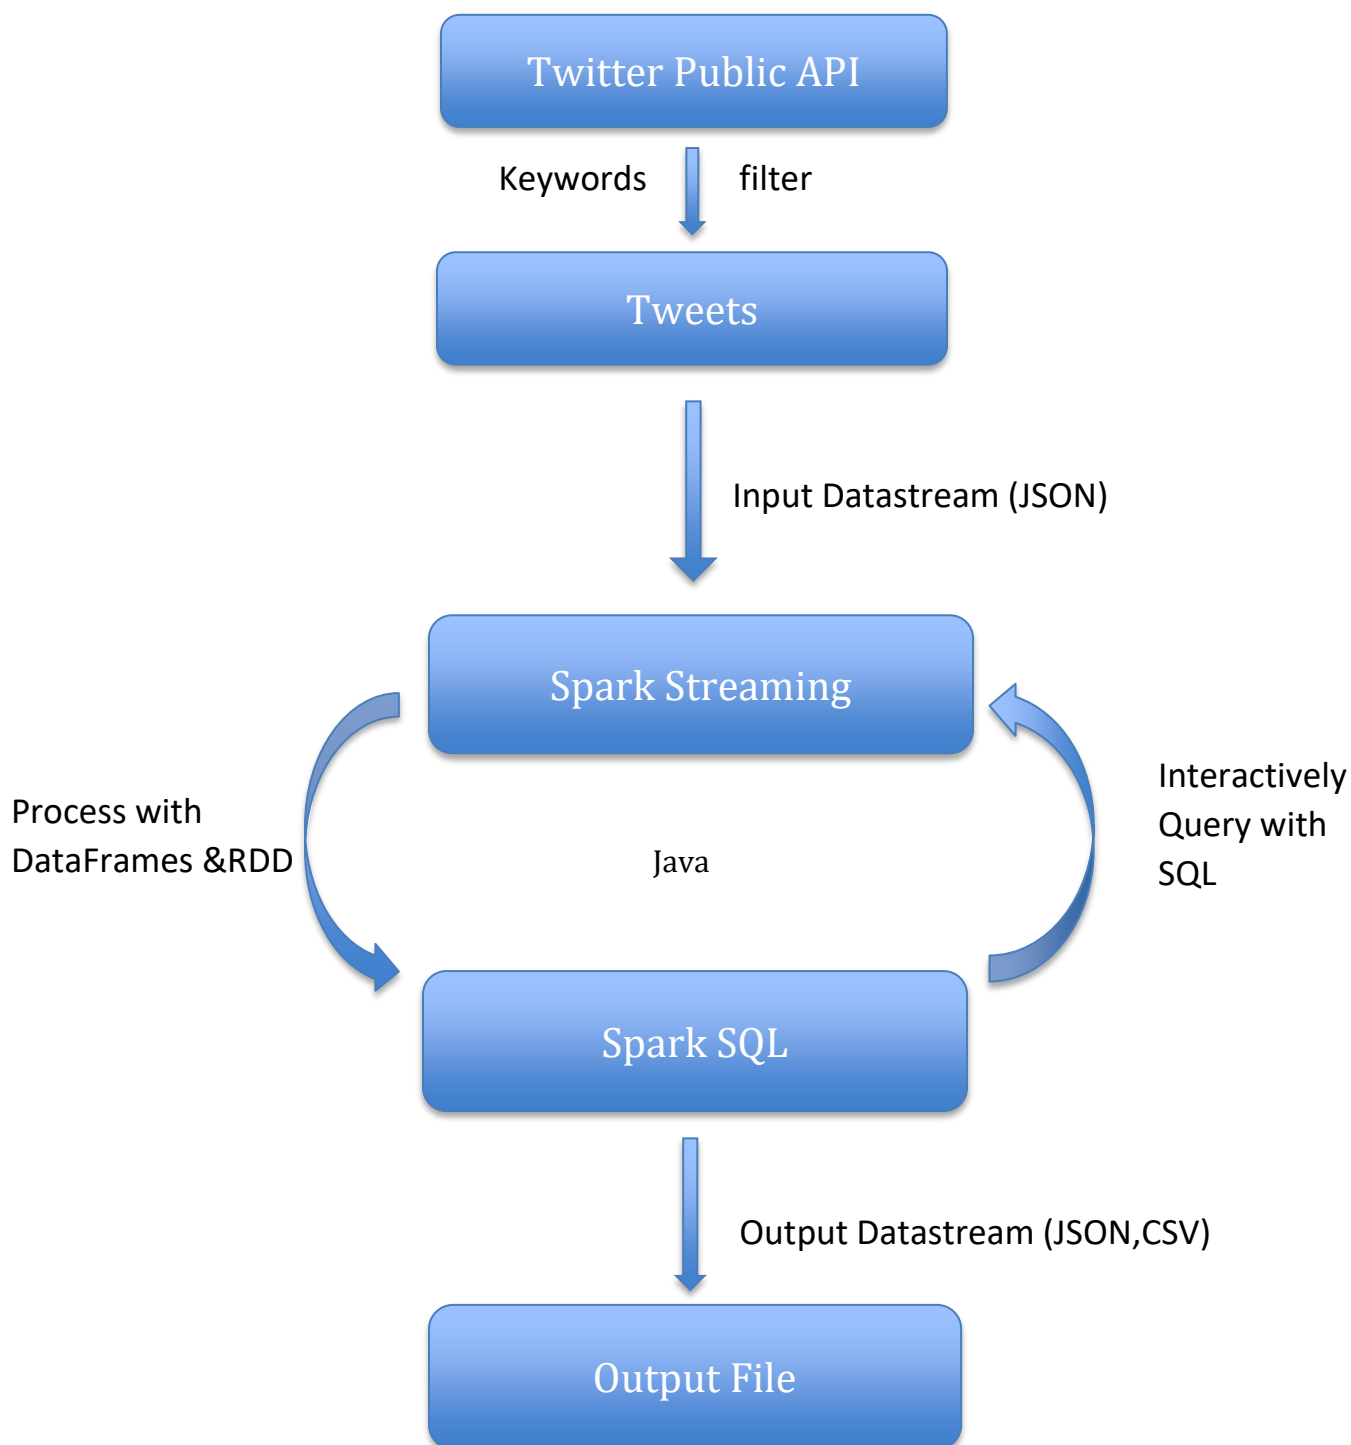 Twitter Public API
Keywords filter
Tweets
Input Datastream (JSON)
Spark Streaming
Process with
DataFrames &RDD
Java
Interactively
Query with
SQL
Spark SQL
Output Datastream (JSON,CSV)
Output File